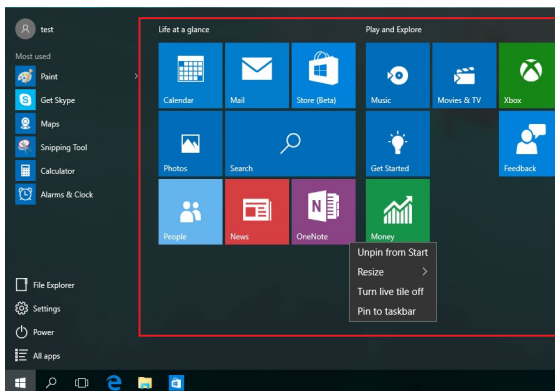 test
Most used
Paint
Get Skype
Maps
Snipping Tool
Calculator
Alarms & Clock
File Explorer
Settings
Power
All apps
Life at a glance
Calendar
Mail
Store (Beta)
Photos
Search
People
News
OneNote
Play and Explore
Music
Movies & TV
Xbox
Get Started
Feedback
Money
Unpin from Start
Resize
Turn live tile off
Pin to taskbar